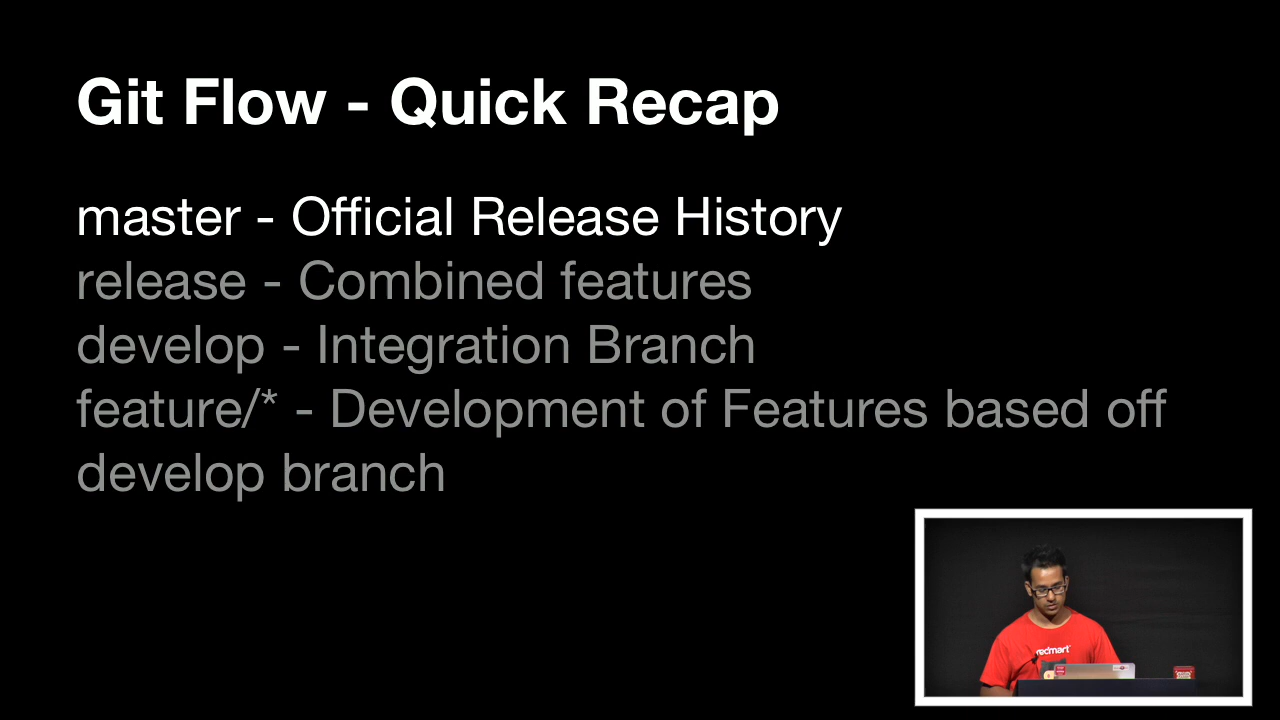 Git Flow - Quick Recap
master - Official Release History
release - Combined features
develop - Integration Branch
feature/* - Development of Features based off
develop branch
redmart